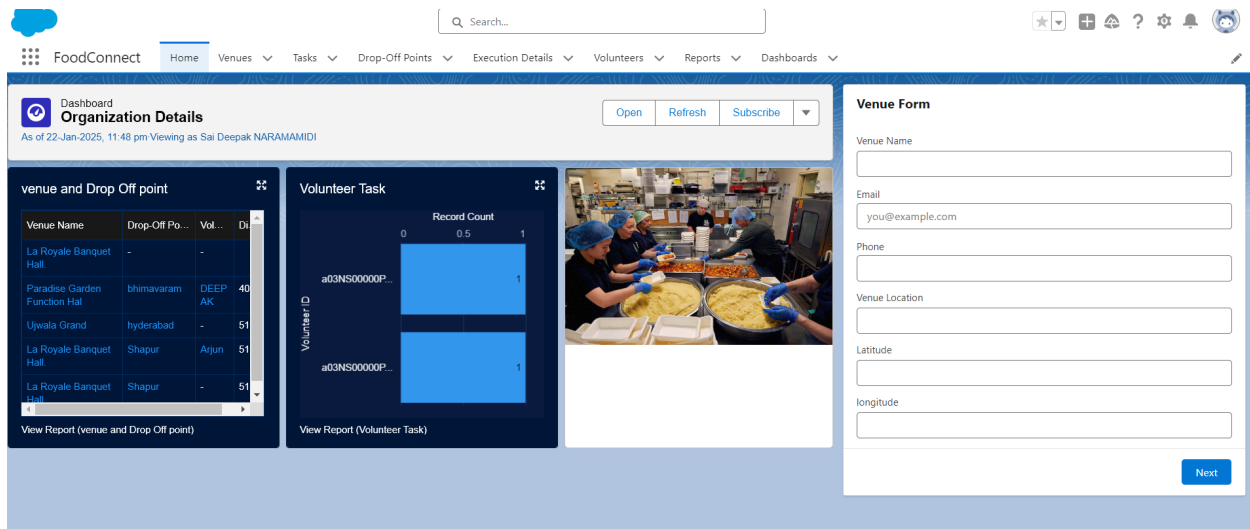 Search...
FoodConnect Home Venues Tasks Drop-Off Points Execution Details Volunteers Reports Dashboards
Dashboard
Organization Details
As of 22-Jan-2025, 11:48 pm·Viewing as Sai Deepak NARAMAMIDI
Open Refresh Subscribe
venue and Drop Off point
Venue Name Drop-Off Po... Vol... Di...
La Royale Banquet - -
Hall.
Paradise Garden bhimavaram DEEP 40
Function Hal AK
Ujwala Grand hyderabad - 51
La Royale Banquet Shapur Arjun 51
Hall.
La Royale Banquet Shapur - 51
Hall
View Report (venue and Drop Off point)
Volunteer Task
Record Count
0 0.5 1
Volunteer ID
a03NS00000P... 1
a03NS00000P... 1
View Report (Volunteer Task)
Venue Form
Venue Name
Email
you@example.com
Phone
Venue Location
Latitude
longitude
Next